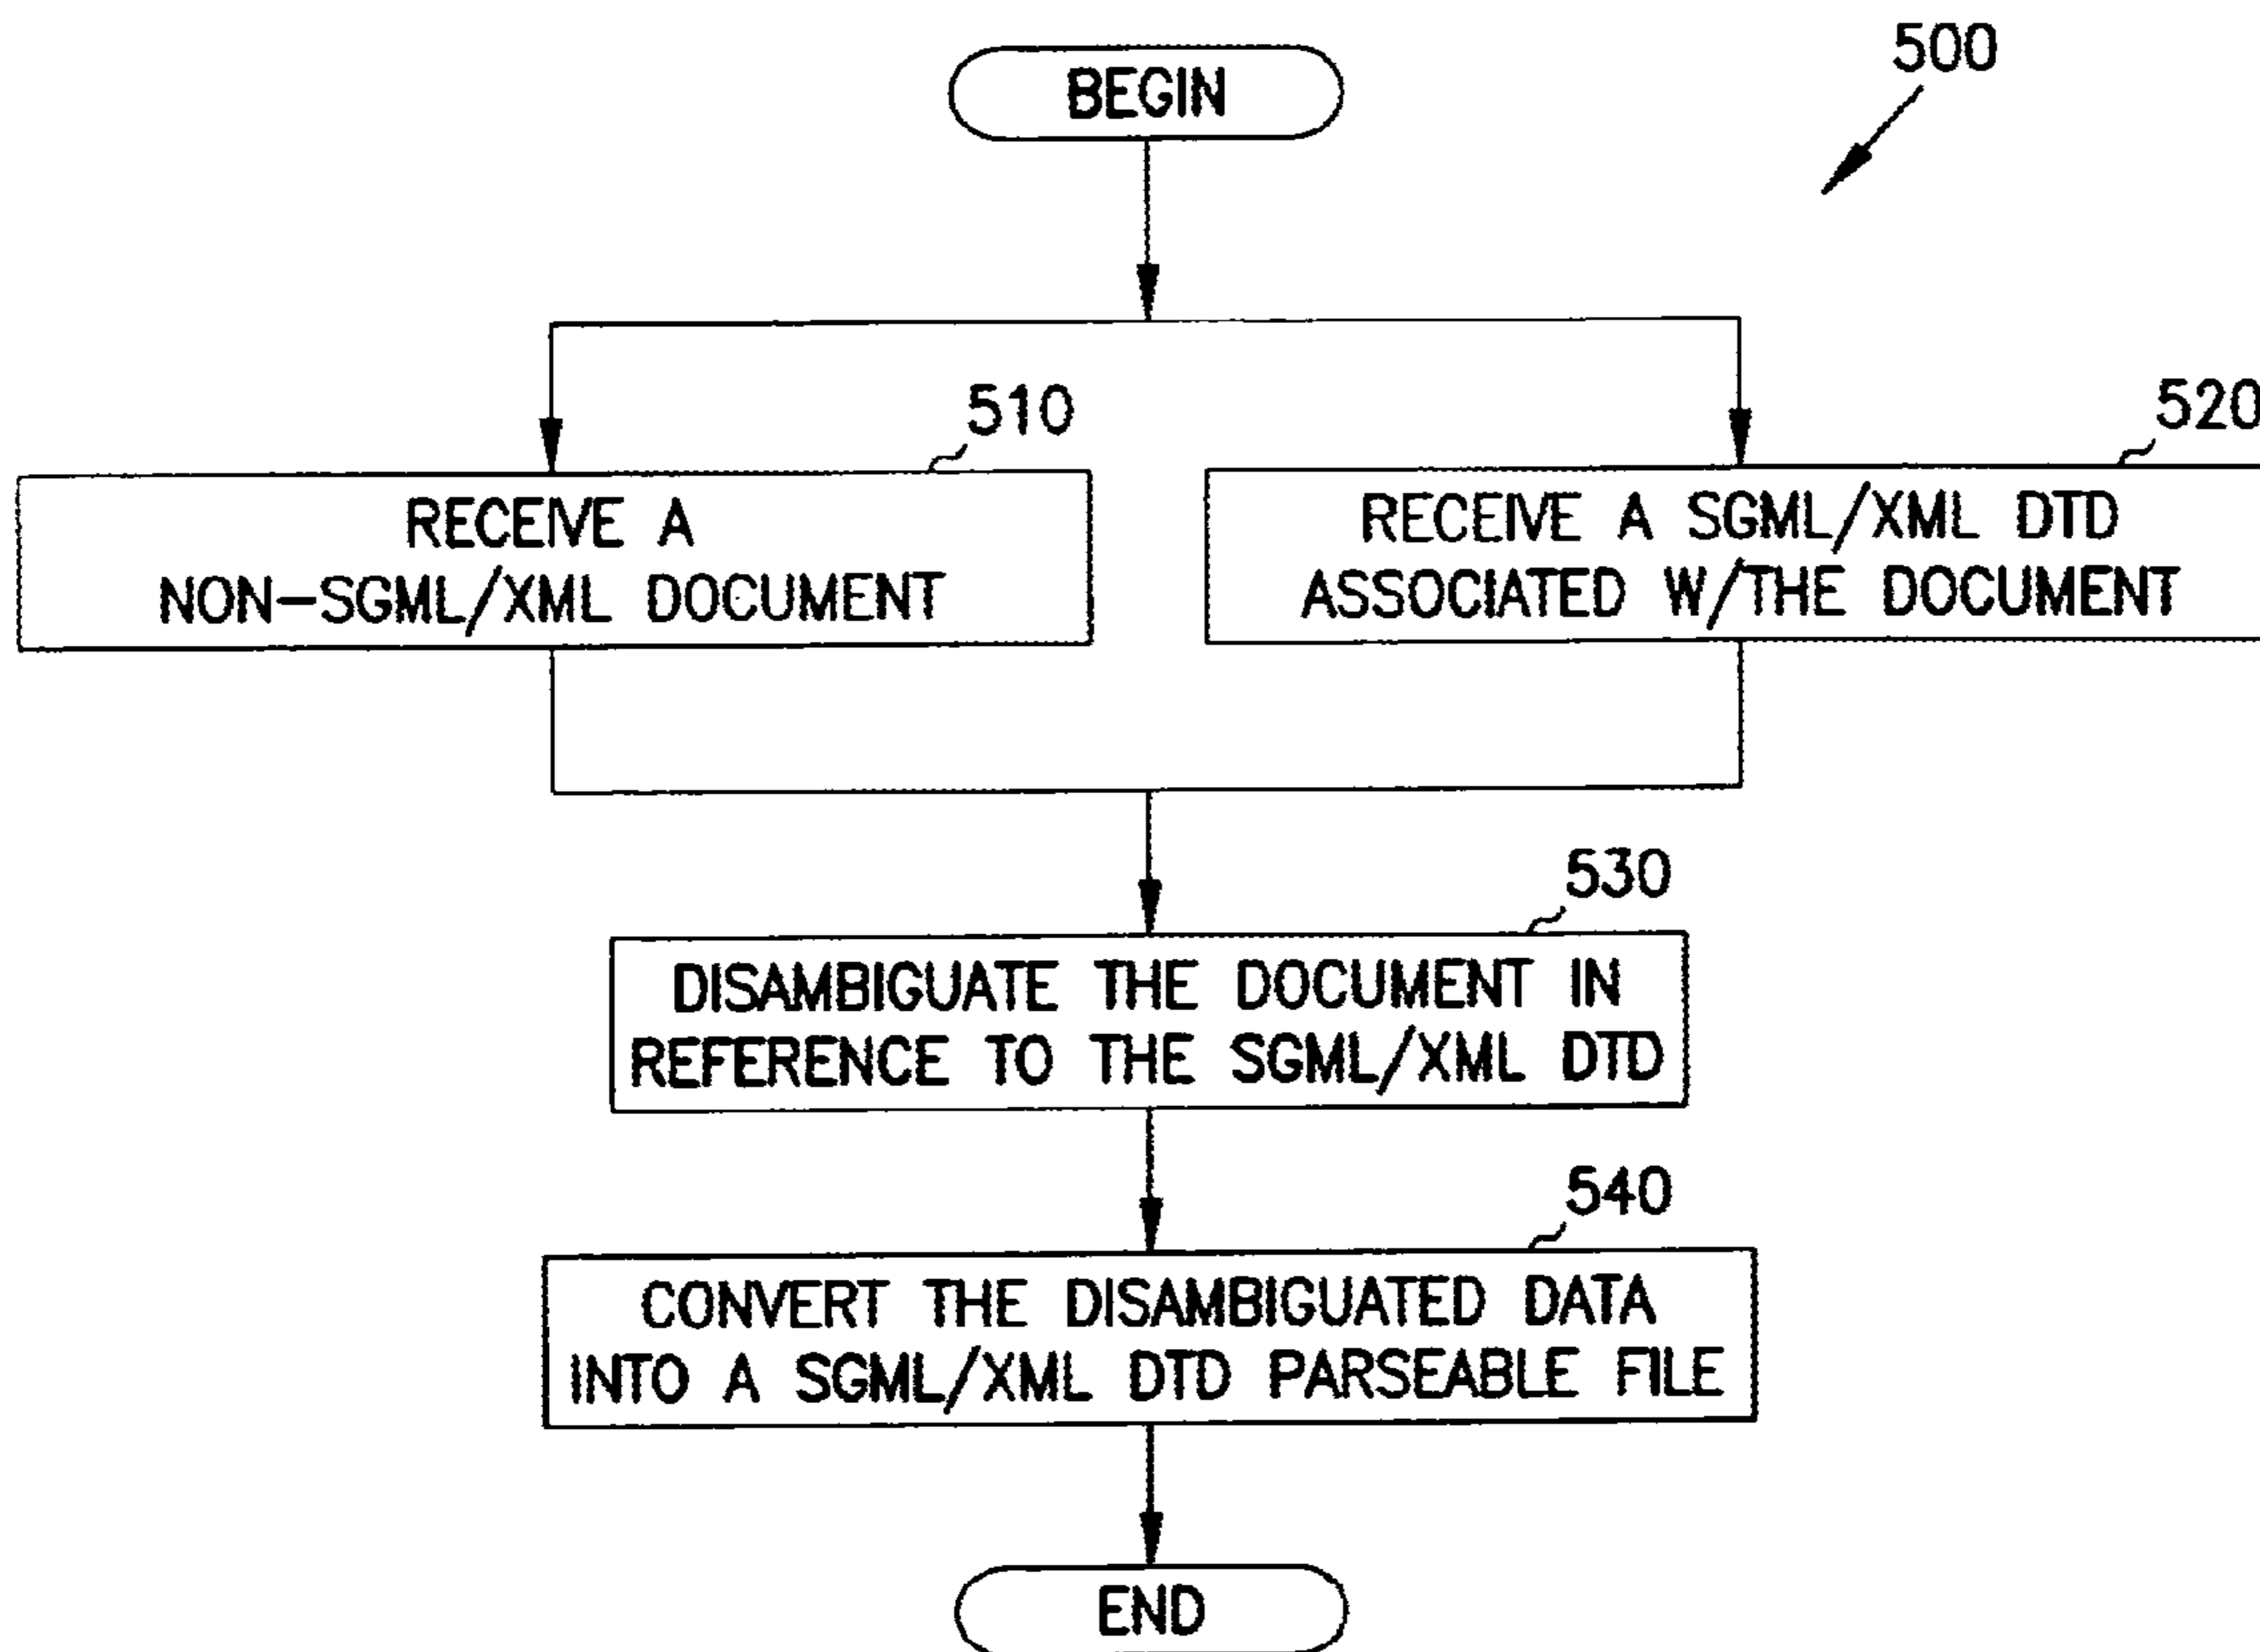 500
BEGIN
510
RECEIVE A
NON-SGML/XML DOCUMENT
520
RECEIVE A SGML/XML DTD
ASSOCIATED W/THE DOCUMENT
530
DISAMBIGUATE THE DOCUMENT IN
REFERENCE TO THE SGML/XML DTD
540
CONVERT THE DISAMBIGUATED DATA
INTO A SGML/XML DTD PARSEABLE FILE
END